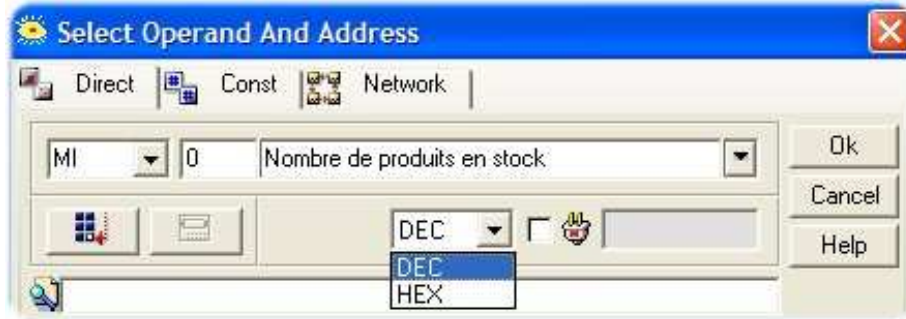 Select Operand And Address
Direct Const Network
MI 0 Nombre de produits en stock
Ok
Cancel
DEC
Help
DEC
HEX